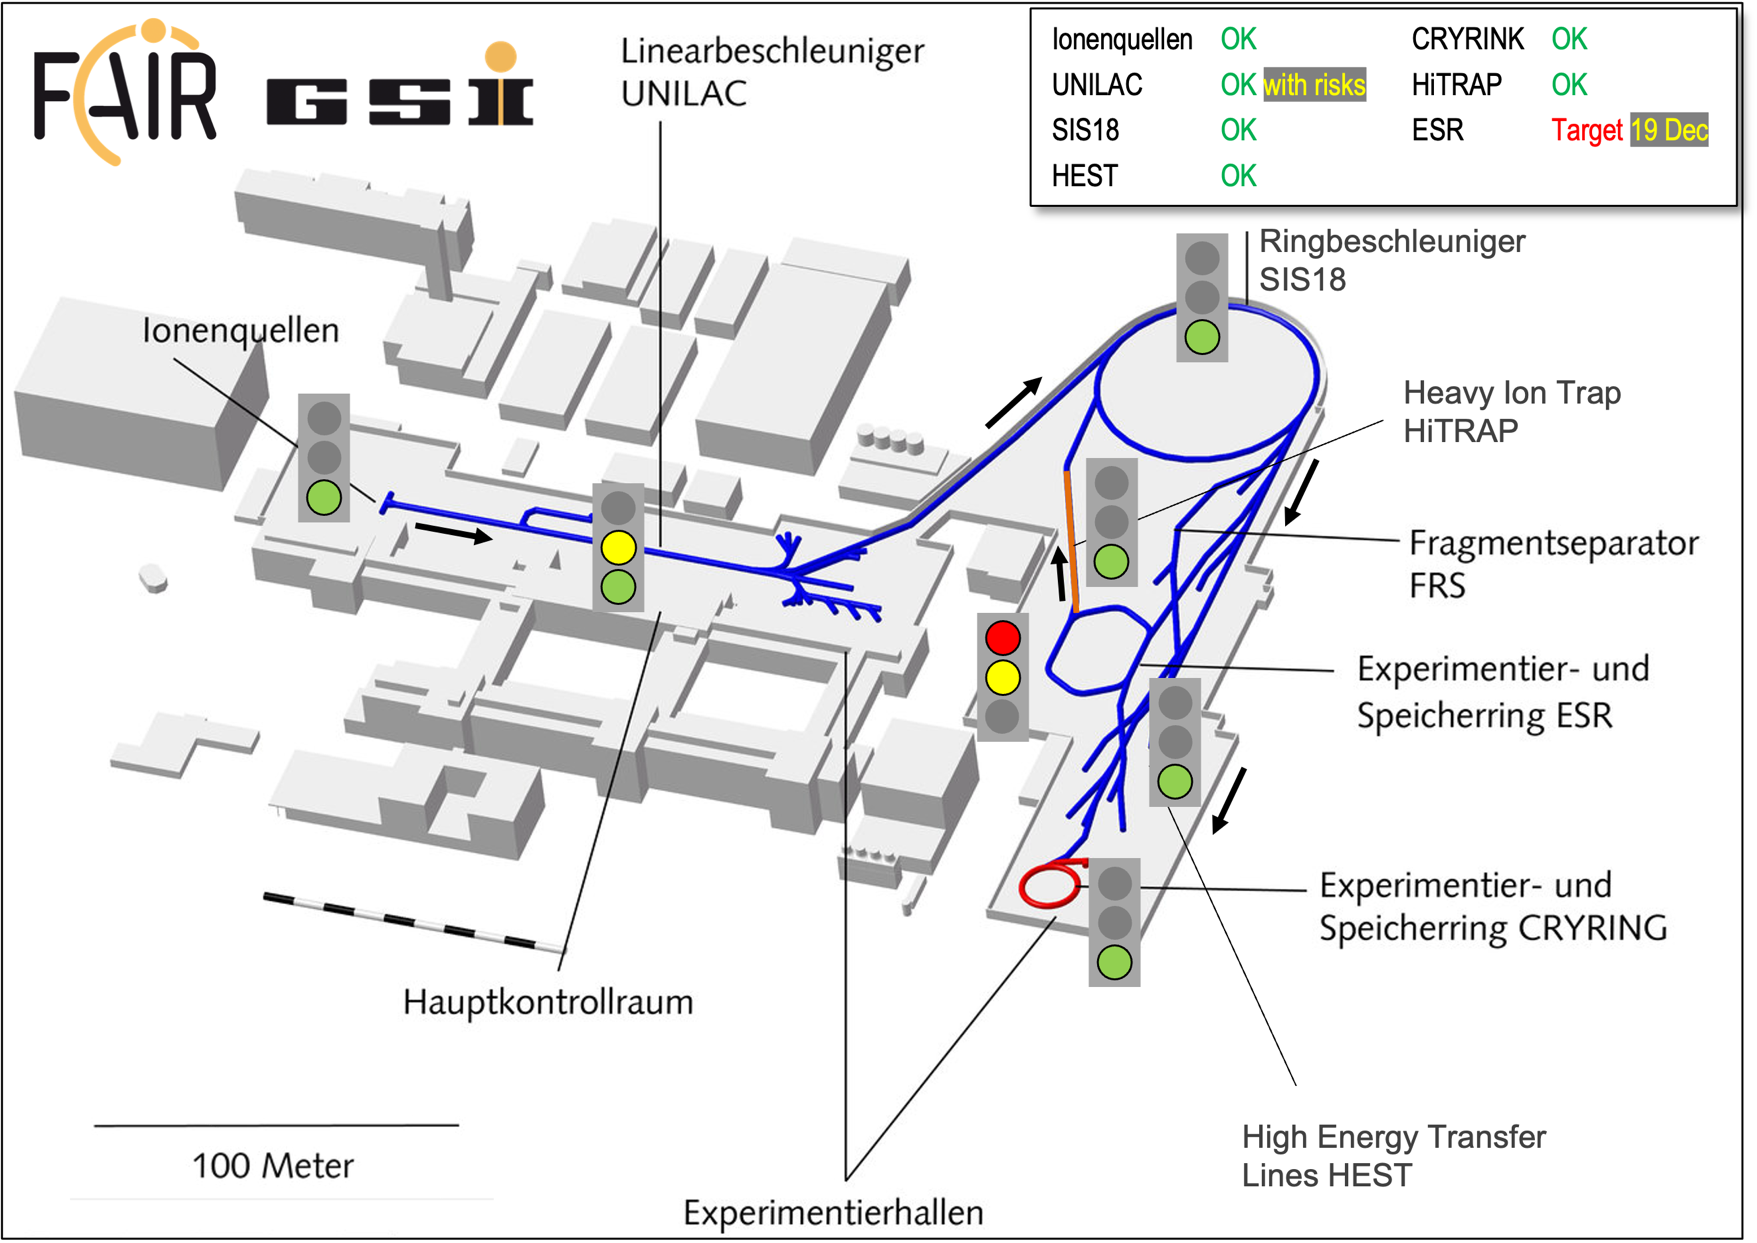 FAIR GSI
Linearbeschleuniger
UNILAC
Ionenquellen OK CRYRINK OK
UNILAC OK with risks HiTRAP OK
SIS18 OK ESR Target 19 Dec
HEST OK
Ringbeschleuniger
SIS18
Ionenquellen
Heavy Ion Trap
HiTRAP
Fragmentseparator
FRS
Experimentier- und
Speicherring ESR
Experimentier- und
Speicherring CRYRING
Hauptkontrollraum
High Energy Transfer
Lines HEST
100 Meter
Experimentierhallen